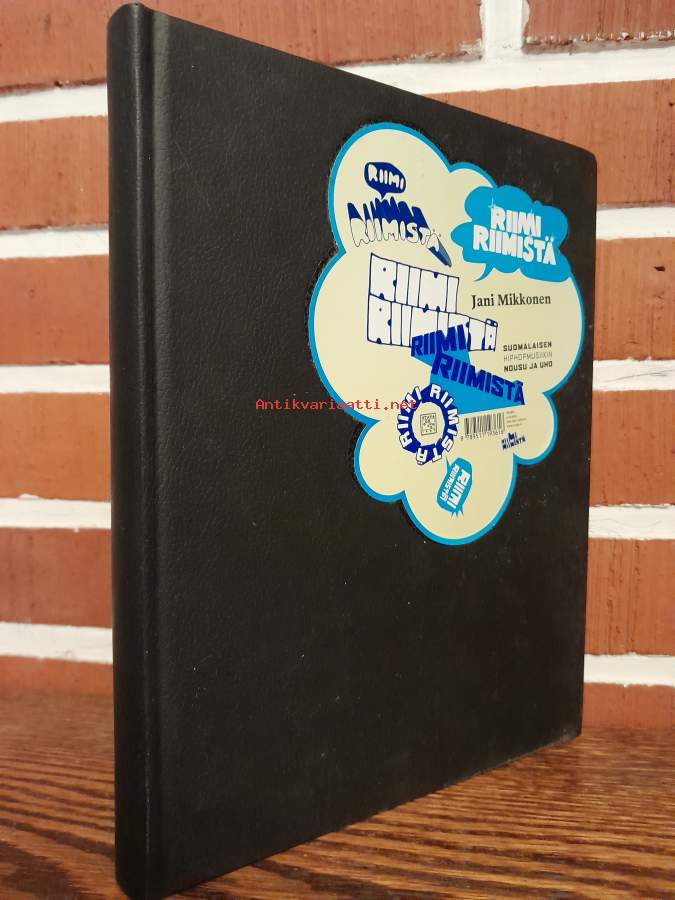 RIIMI
RIIMISTÄ
RIIMI
RIIMISTÄ
RIIMI
RIIMISTÄ
Jani Mikkonen
RIIMI
RIIMISTÄ
SUOMALAISEN
HIPHOPMUSIIKIN
NOUSU JA UHO
Antikvariaatti.net
RIIMI RIIMISTÄ
RIIMI
RIIMISTÄ
RIIMI
RIIMISTÄ